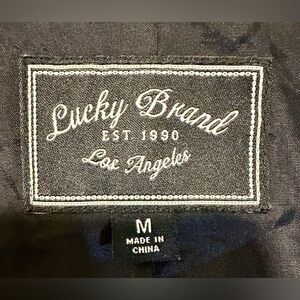 Lucky Brand
EST 1990
Los Angeles
M
MADE IN
CHINA